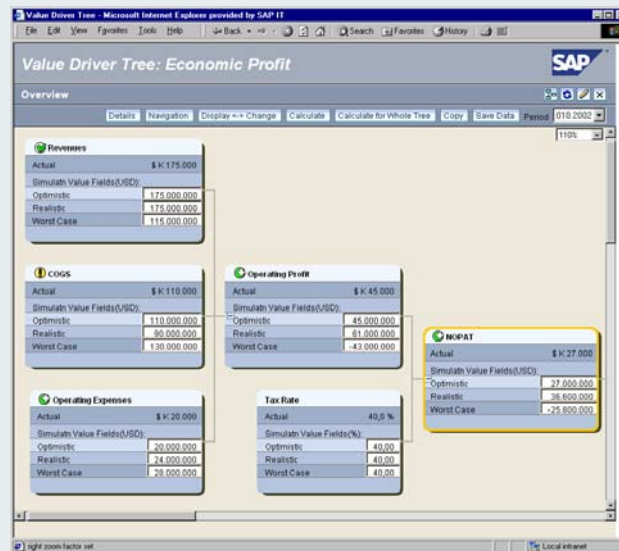 Value Driver Tree - Microsoft Internet Explorer provided by SAP IT
File Edit View Favorites Tools Help Back Search Favorites History
Value Driver Tree: Economic Profit SAP
Overview
Details Navigation Display <-> Change Calculate Calculate for Whole Tree Copy Save Data Period 010.2002
110%
Revenues
Actual $ K 175.000
Simulatn Value Fields(USD):
Optimistic 175.000.000
Realistic 175.000.000
Worst Case 115.000.000
COGS
Actual $ K 110.000
Simulatn Value Fields(USD):
Optimistic 110.000.000
Realistic 90.000.000
Worst Case 130.000.000
Operating Profit
Actual $ K 45.000
Simulatn Value Fields(USD):
Optimistic 45.000.000
Realistic 61.000.000
Worst Case -43.000.000
NOPAT
Actual $ K 27.000
Simulatn Value Fields(USD):
Optimistic 27.000.000
Realistic 36.600.000
Worst Case -25.800.000
Operating Expenses
Actual $ K 20.000
Simulatn Value Fields(USD):
Optimistic 20.000.000
Realistic 24.000.000
Worst Case 28.000.000
Tax Rate
Actual 40,0 %
Simulatn Value Fields(%):
Optimistic 40,00
Realistic 40,00
Worst Case 40,00
right zoom factor set Local intranet